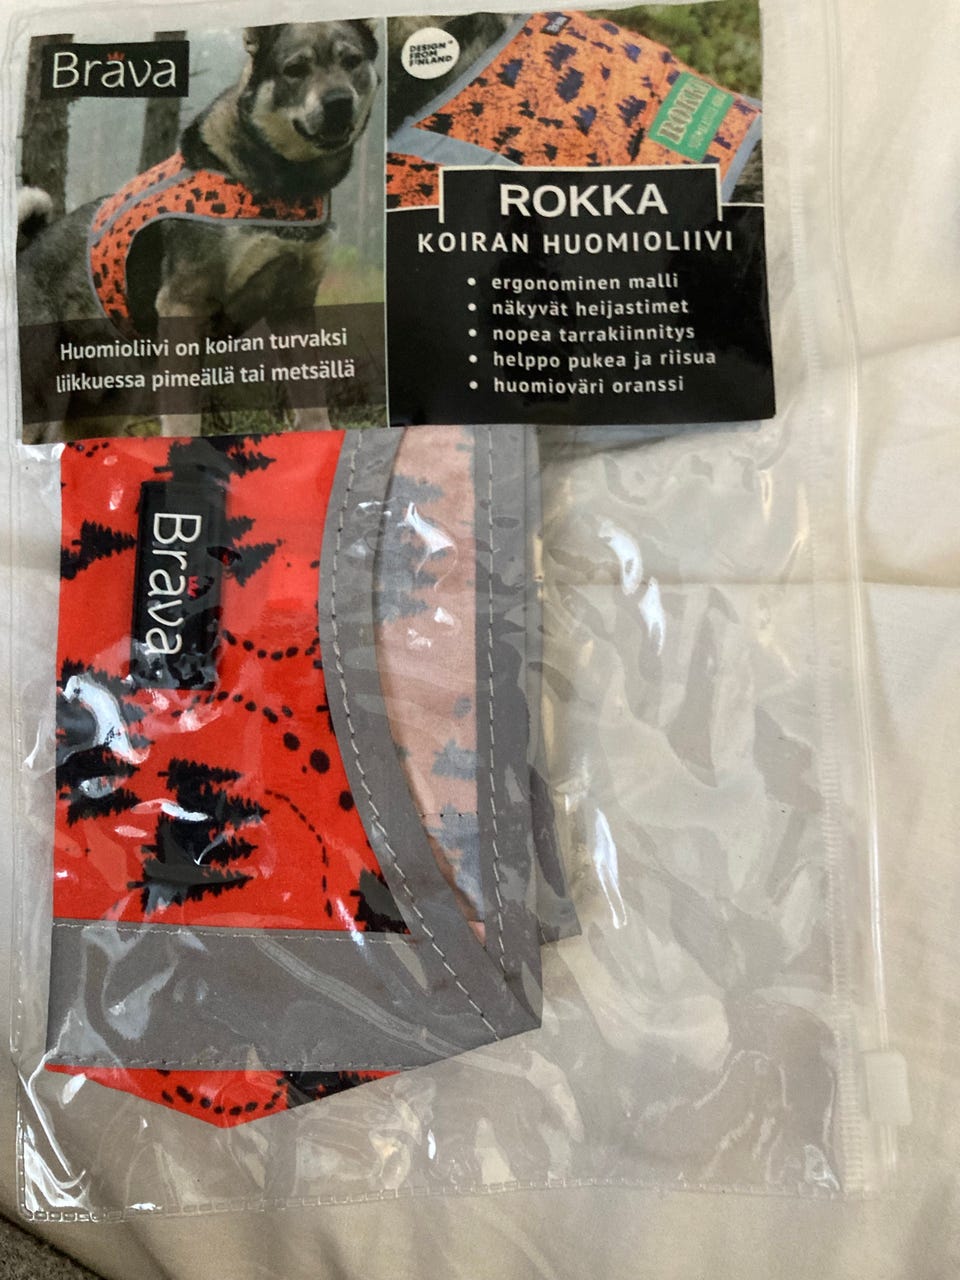 Brava
DESIGN
FROM
FINLAND
ROKKA
ROKKA
KOIRAN HUOMIOLIIVI
• ergonominen malli
• näkyvät heijastimet
• nopea tarrakiinnitys
• helppo pukea ja riisua
• huomioväri oranssi
Huomioliivi on koiran turvaksi
liikkuessa pimeällä tai metsällä
Brava